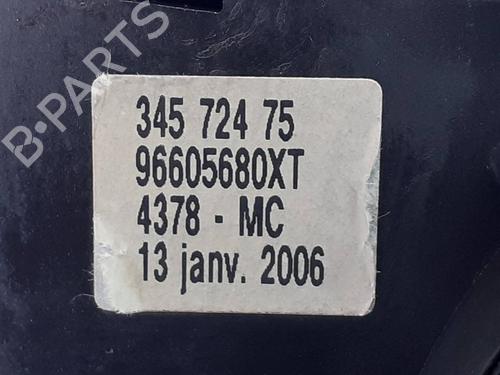 B-PARTS
345 724 75
96605680XT
4378 - MC
13 janv. 2006